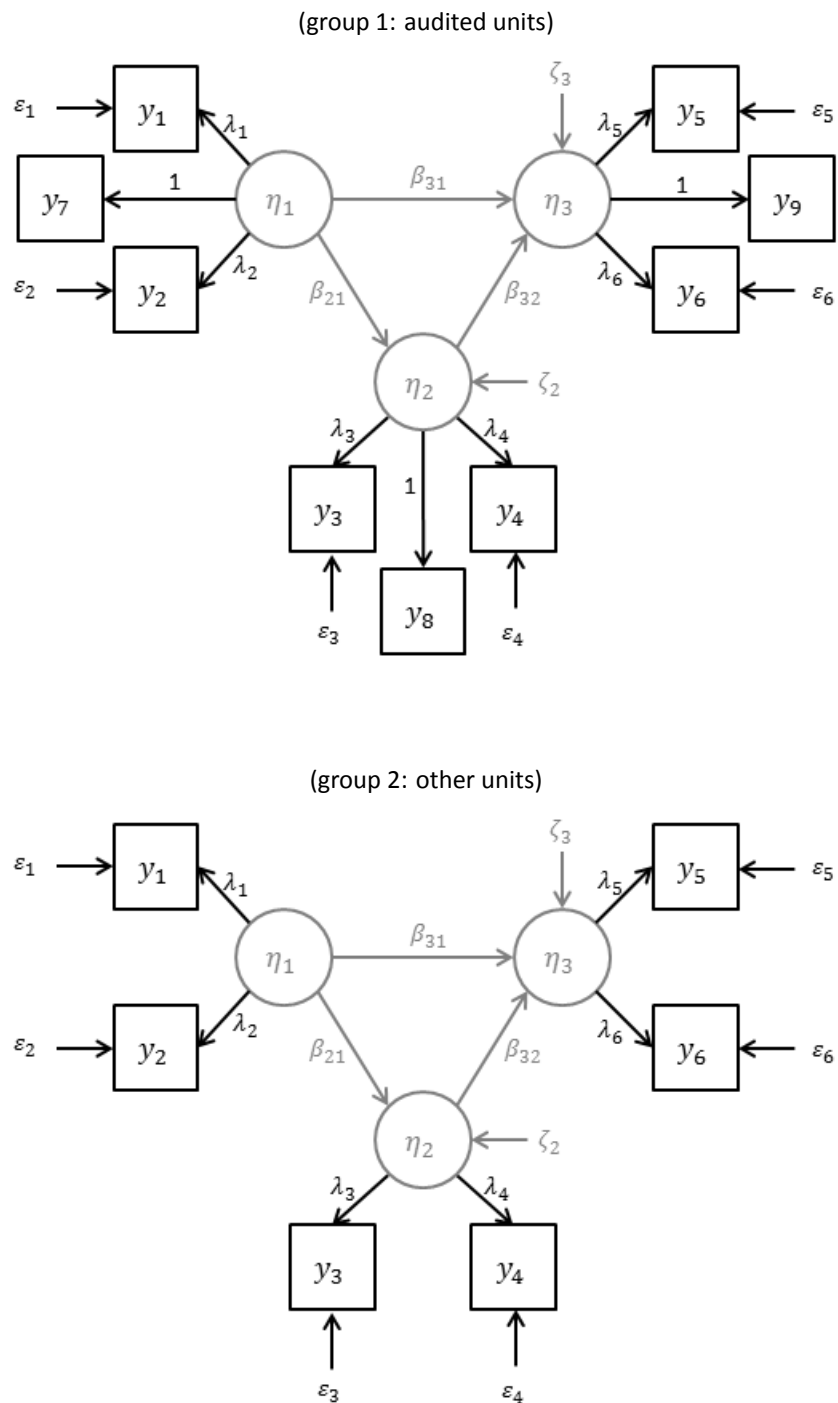 (group 1: audited units)
ζ₃
ε₁ y₁ λ₁ λ₅ y₅ ε₅
y₇ 1 η₁ β₃₁ η₃ 1 y₉
ε₂ y₂ λ₂ λ₆ y₆ ε₆
β₂₁ β₃₂
η₂ ζ₂
λ₃ λ₄
y₃ 1 y₄
ε₃ y₈ ε₄
(group 2: other units)
ζ₃
ε₁ y₁ λ₁ λ₅ y₅ ε₅
η₁ β₃₁ η₃
ε₂ y₂ λ₂ λ₆ y₆ ε₆
β₂₁ β₃₂
η₂ ζ₂
λ₃ λ₄
y₃ y₄
ε₃ ε₄